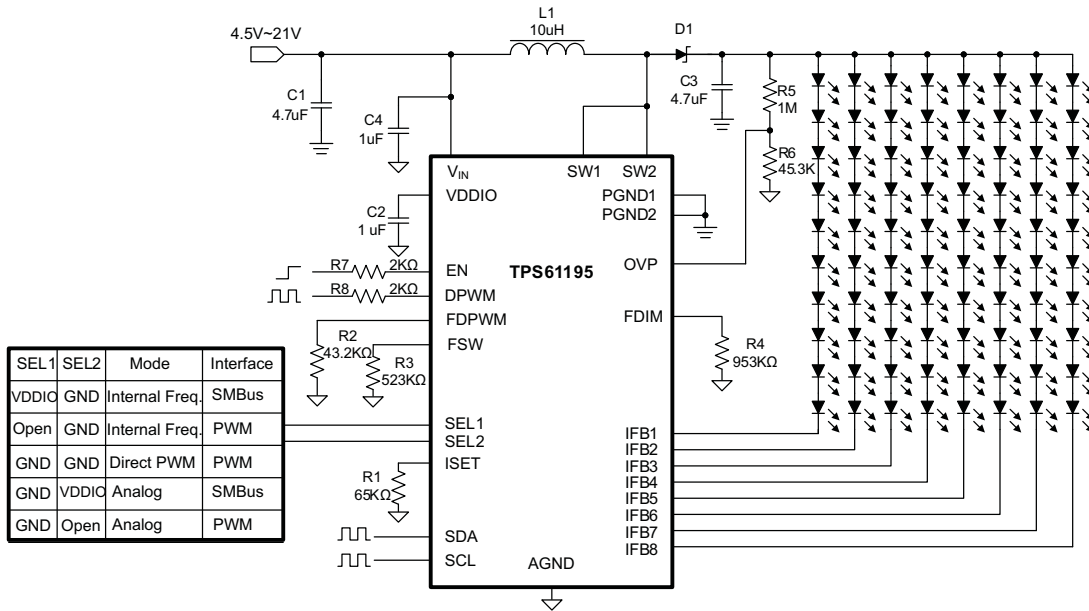 L1
10uH
4.5V~21V
D1
C1
4.7uF
C4
1uF
C3
4.7uF
R5
1M
R6
45.3K
VIN
SW1
SW2
VDDIO
PGND1
PGND2
C2
1 uF
TPS61195
OVP
R7
2KΩ
EN
R8
2KΩ
DPWM
FDPWM
FDIM
R2
43.2KΩ
FSW
R3
523KΩ
R4
953KΩ
SEL1 SEL2 Mode Interface
VDDIO GND Internal Freq. SMBus
Open GND Internal Freq. PWM
GND GND Direct PWM PWM
GND VDDIO Analog SMBus
GND Open Analog PWM
SEL1
SEL2
ISET
R1
65KΩ
SDA
SCL
AGND
IFB1
IFB2
IFB3
IFB4
IFB5
IFB6
IFB7
IFB8